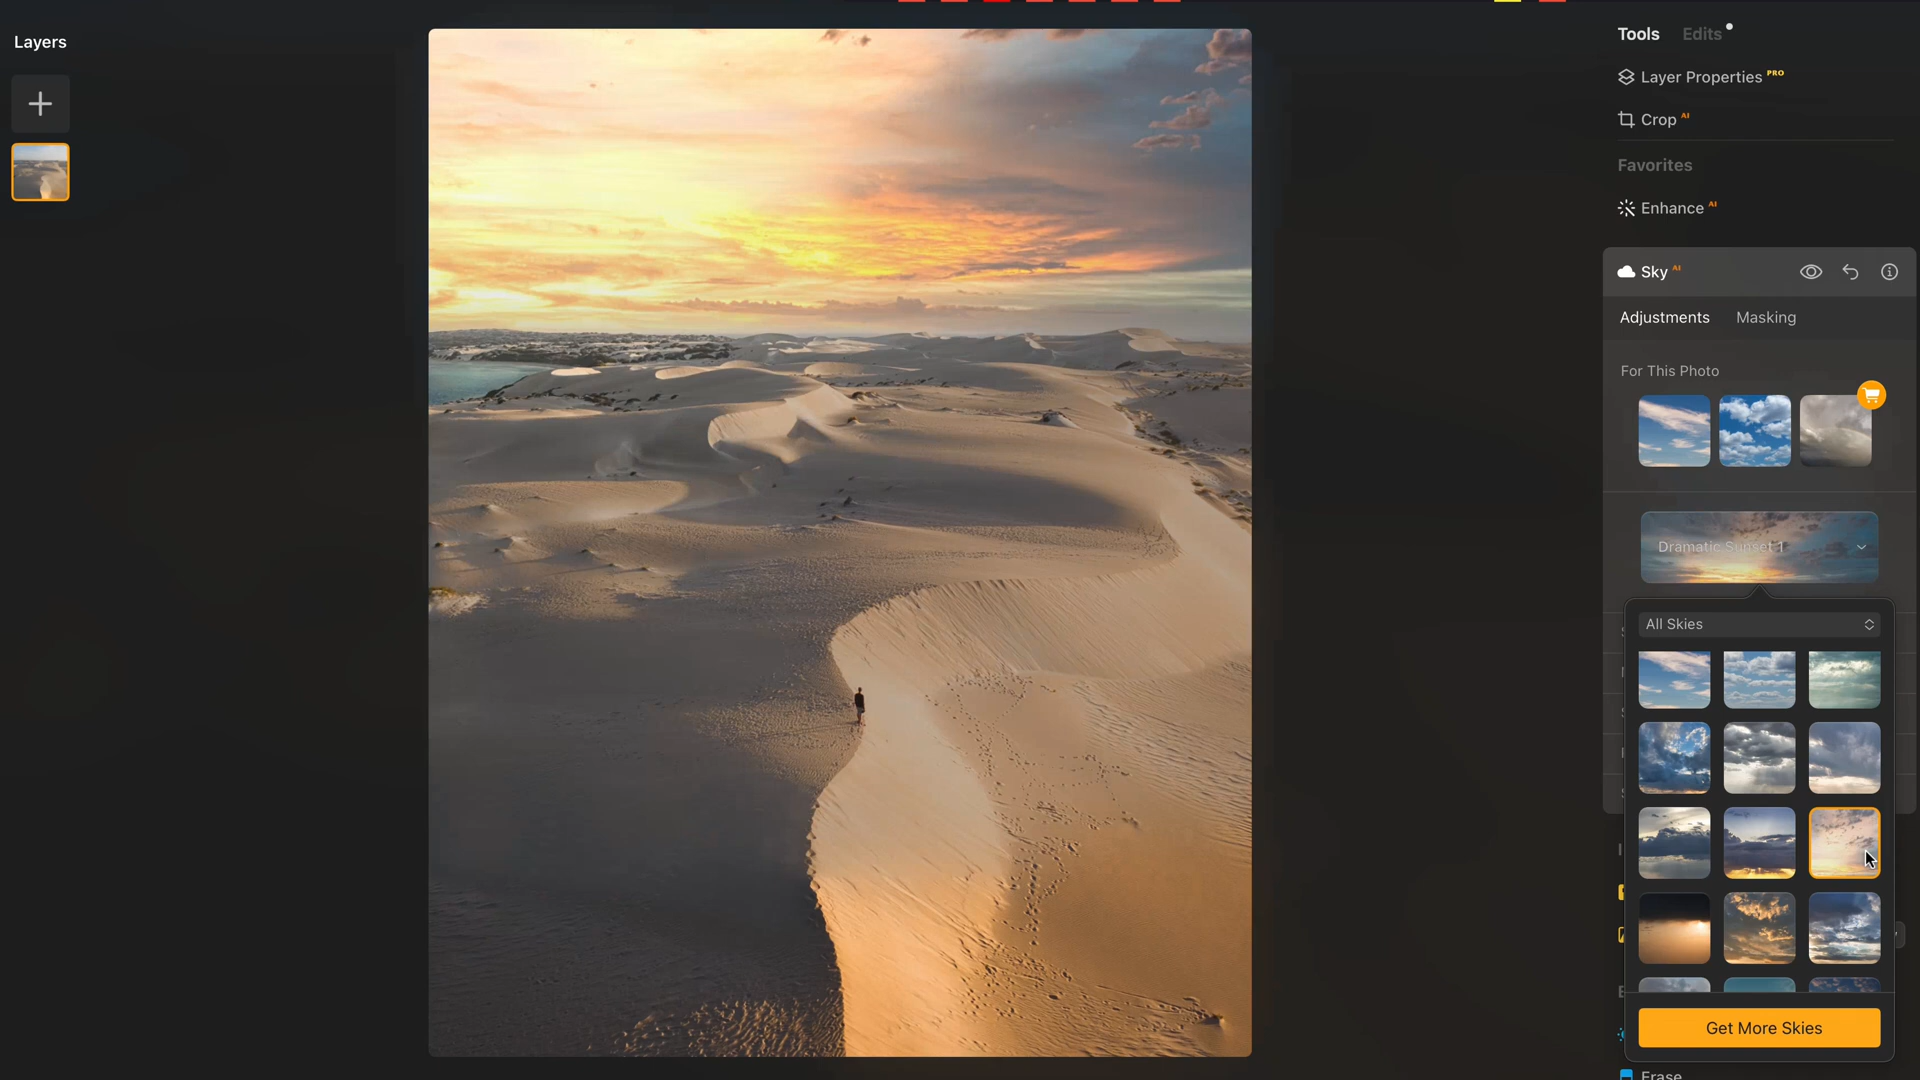 Layers
Tools Edits
Layer Properties PRO
Crop AI
Favorites
Enhance AI
Sky AI
Adjustments Masking
For This Photo
Dramatic Sunset 1
All Skies
Get More Skies
Erase